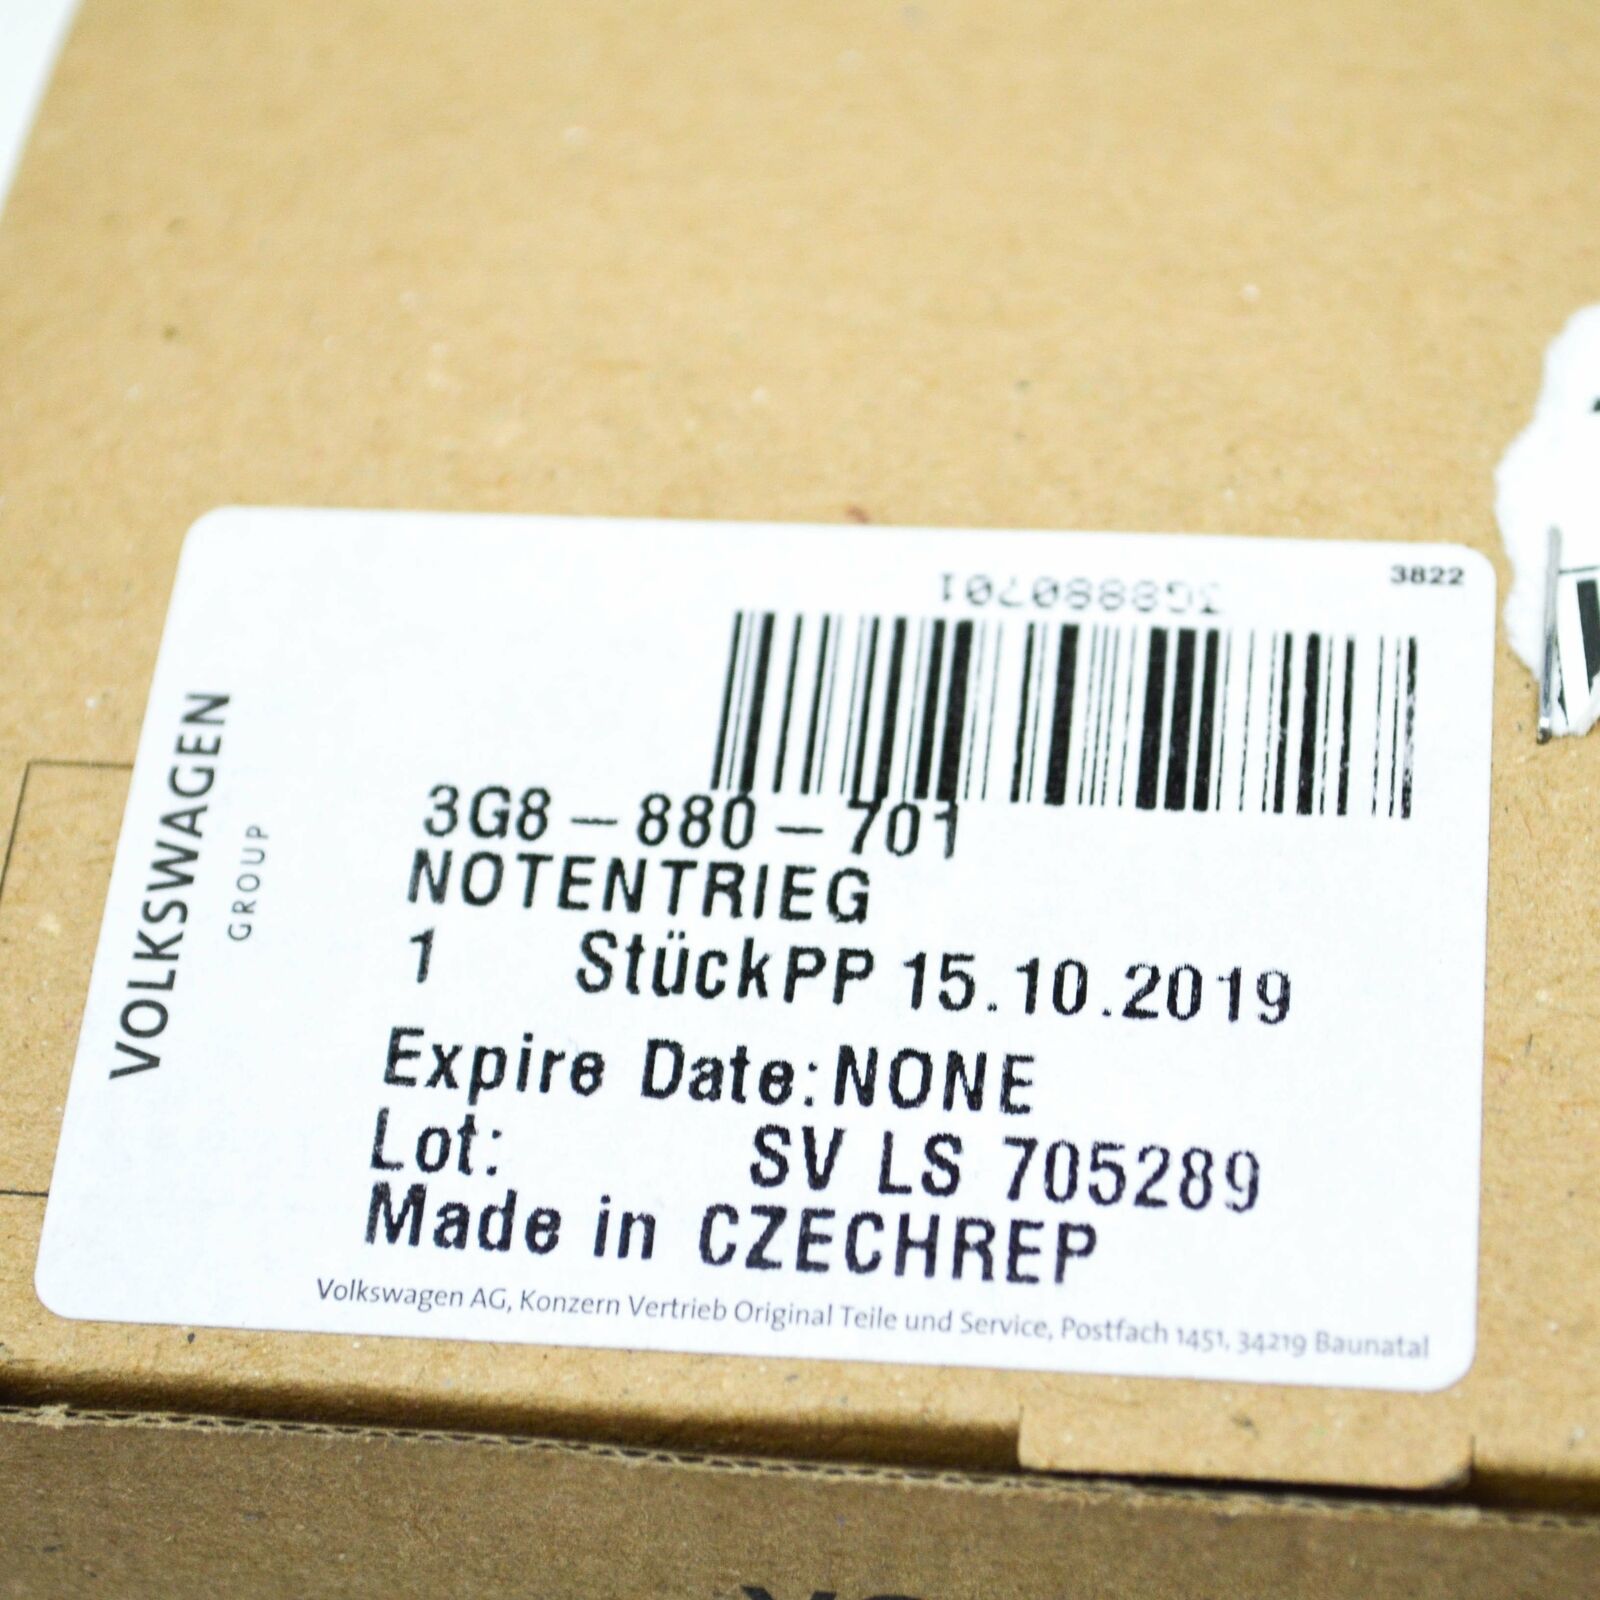 3822
3G8880701
VOLKSWAGEN
GROUP
3G8-880-701
NOTENTRIEG
1 StückPP 15.10.2019
Expire Date:NONE
Lot: SV LS 705289
Made in CZECHREP
Volkswagen AG, Konzern Vertrieb Original Teile und Service, Postfach 1451, 34219 Baunatal